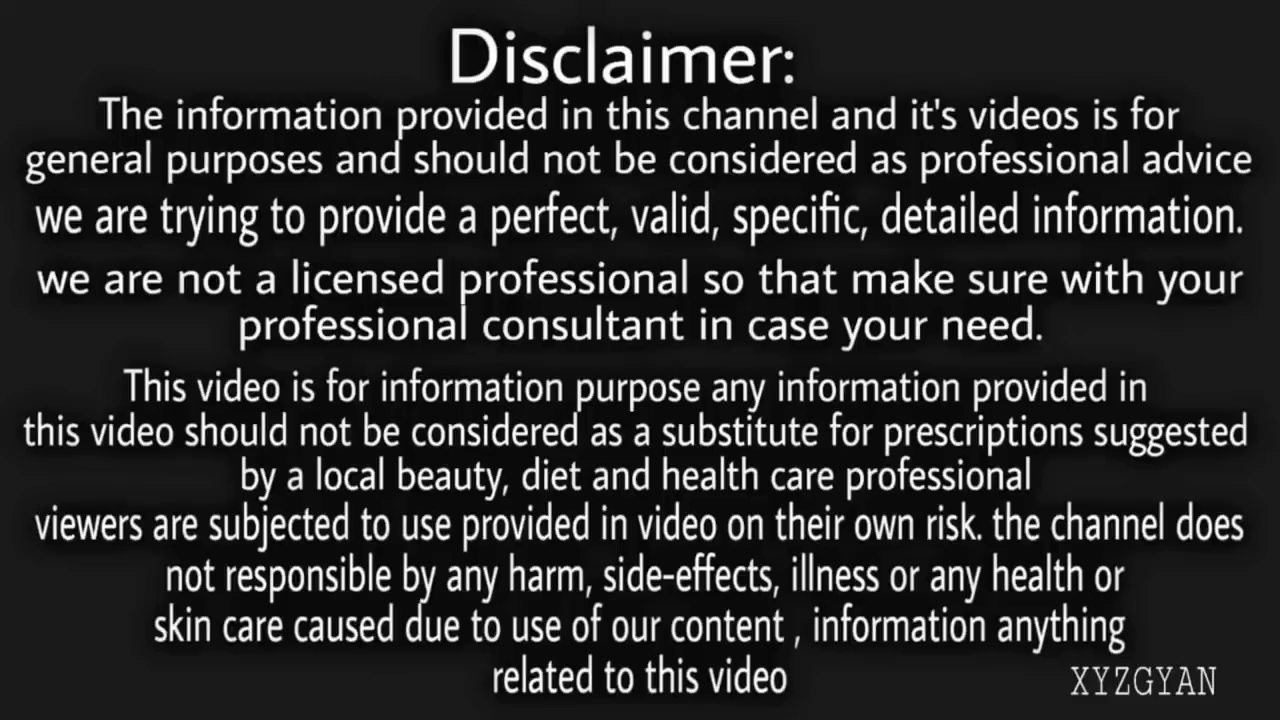 Disclaimer:
The information provided in this channel and it's videos is for
general purposes and should not be considered as professional advice
we are trying to provide a perfect, valid, specific, detailed information.
we are not a licensed professional so that make sure with your
professional consultant in case your need.
This video is for information purpose any information provided in
this video should not be considered as a substitute for prescriptions suggested
by a local beauty, diet and health care professional
viewers are subjected to use provided in video on their own risk. the channel does
not responsible by any harm, side-effects, illness or any health or
skin care caused due to use of our content , information anything
related to this video
XYZGYAN